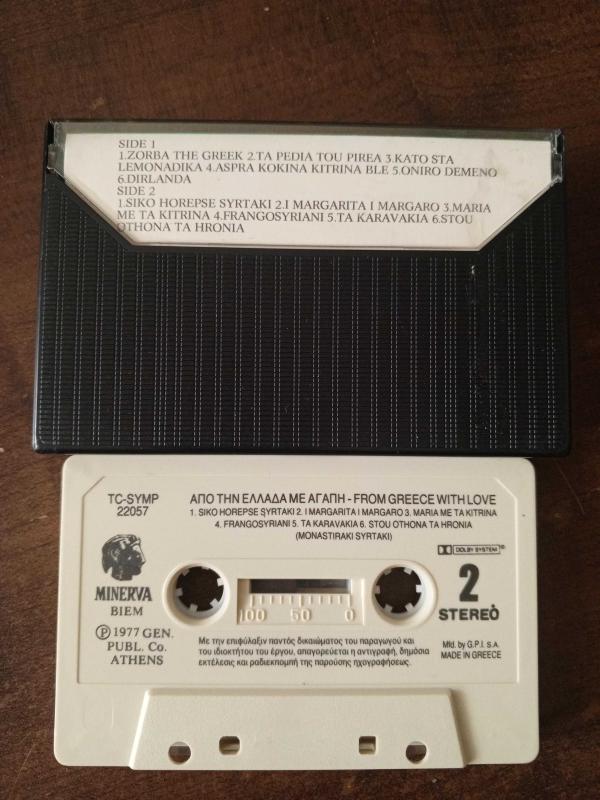 SIDE 1
1.ZORBA THE GREEK 2.TA PEDIA TOU PIREA 3.KATO STA
LEMONADIKA 4.ASPRA KOKINA KITRINA BLE 5.ONIRO DEMENO
6.DIRLANDA
SIDE 2
1.SIKO HOREPSE SYRTAKI 2.I MARGARITA I MARGARO 3.MARIA
ME TA KITRINA 4.FRANGOSYRIANI 5.TA KARAVAKIA 6.STOU
OTHONA TA HRONIA
TC-SYMP
22057
ΑΠΟ ΤΗΝ ΕΛΛΑΔΑ ΜΕ ΑΓΑΠΗ - FROM GREECE WITH LOVE
1. SIKO HOREPSE SYRTAKI 2. I MARGARITA I MARGARO 3. MARIA ME TA KITRINA
4. FRANGOSYRIANI 5. TA KARAVAKIA 6. STOU OTHONA TA HRONIA
(MONASTIRAKI SYRTAKI)
DOLBY SYSTEM®
MINERVA
BIEM
100 50 0
2
STEREO
Ⓟ 1977 GEN.
PUBL. Co.
ATHENS
Με την επιφύλαξιν παντός δικαιώματος του παραγωγού και
του ιδιοκτήτου του έργου, απαγορεύεται η αντιγραφή, δημόσια
εκτέλεσις και ραδιεκπομπή της παρούσης ηχογραφήσεως.
Mfd. by G.P.I. S.A.
MADE IN GREECE